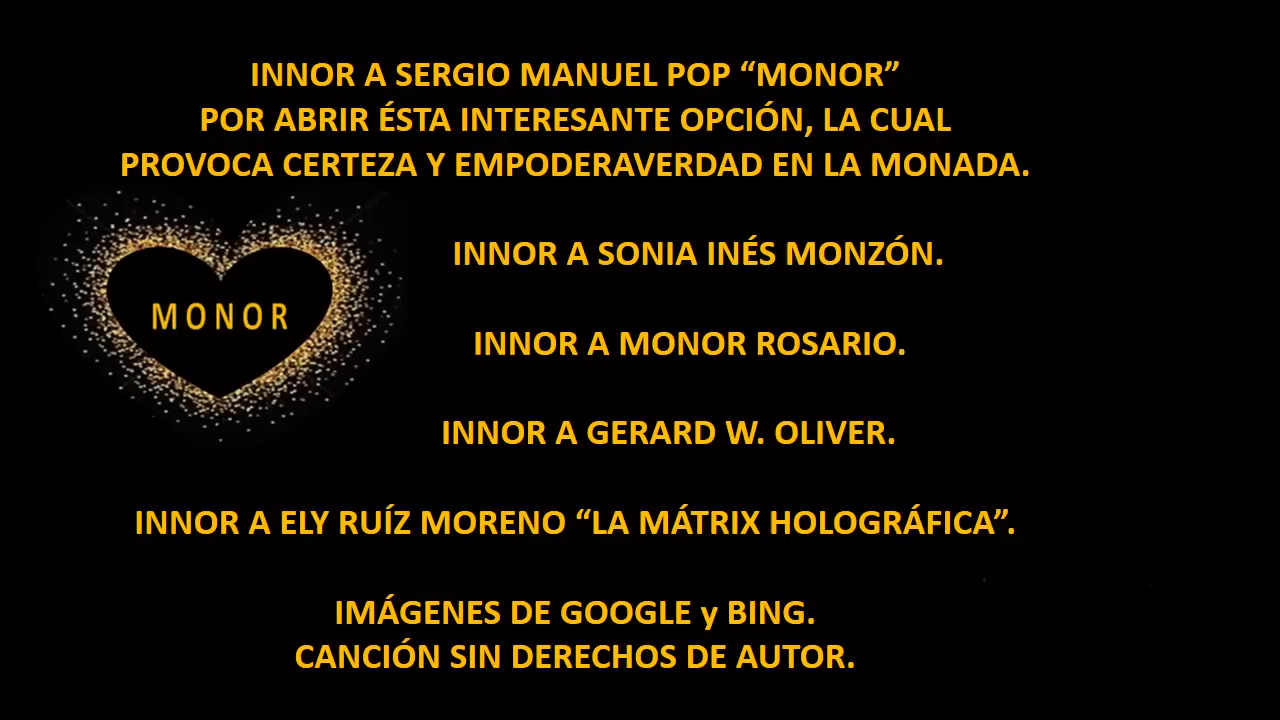 INNOR A SERGIO MANUEL POP “MONOR”
POR ABRIR ÉSTA INTERESANTE OPCIÓN, LA CUAL
PROVOCA CERTEZA Y EMPODERAVERDAD EN LA MONADA.
INNOR A SONIA INÉS MONZÓN.
MONOR
INNOR A MONOR ROSARIO.
INNOR A GERARD W. OLIVER.
INNOR A ELY RUÍZ MORENO “LA MÁTRIX HOLOGRÁFICA”.
IMÁGENES DE GOOGLE y BING.
CANCIÓN SIN DERECHOS DE AUTOR.